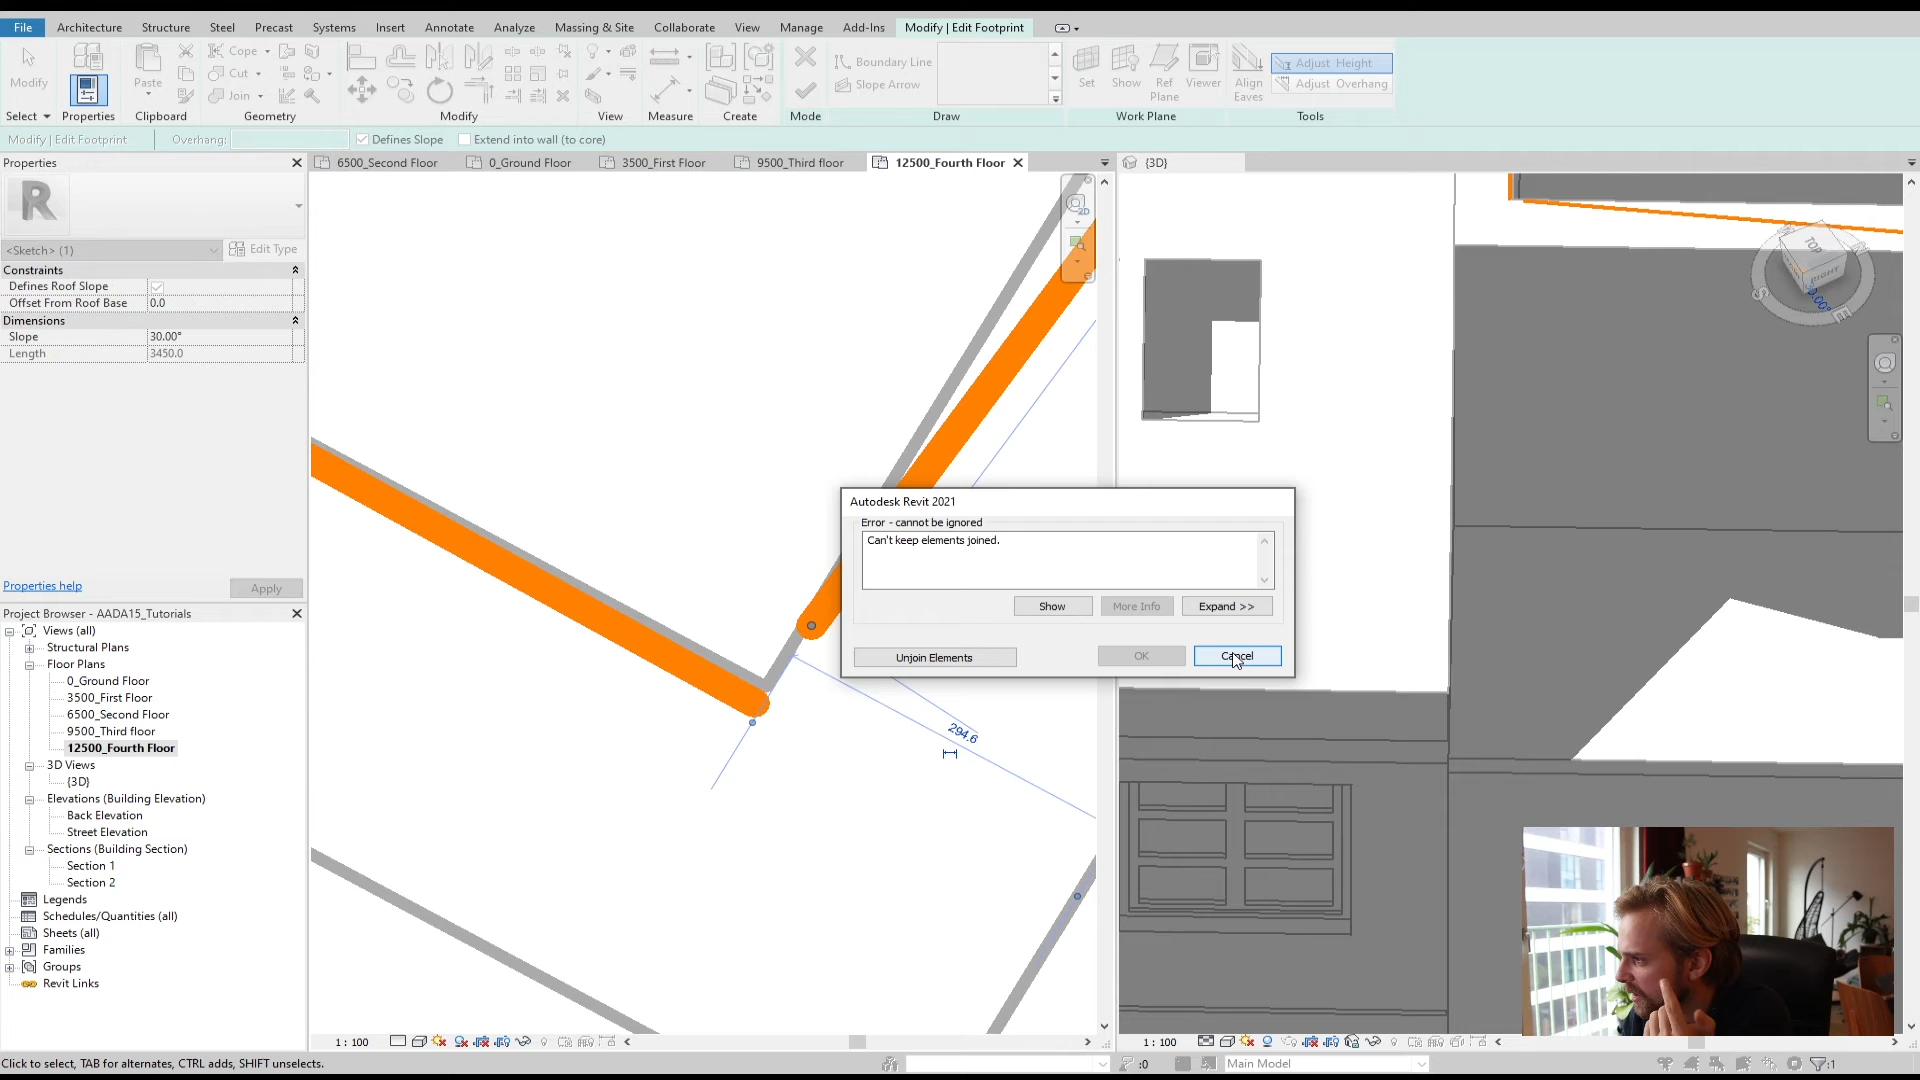 File Architecture Structure Steel Precast Systems Insert Annotate Analyze Massing & Site Collaborate View Manage Add-Ins Modify | Edit Footprint
Modify Paste Cope Cut Join Boundary Line Slope Arrow Set Show Ref Plane Viewer Align Eaves Adjust Height Adjust Overhang
Select Properties Clipboard Geometry Modify View Measure Create Mode Draw Work Plane Tools
Modify | Edit Footprint Overhang: Defines Slope Extend into wall (to core)
Properties
6500_Second Floor 0_Ground Floor 3500_First Floor 9500_Third floor 12500_Fourth Floor {3D}
R
<Sketch> (1) Edit Type
Constraints
Defines Roof Slope
Offset From Roof Base 0.0
Dimensions
Slope 30.00°
Length 3450.0
Properties help Apply
Project Browser - AADA15_Tutorials
Views (all)
Structural Plans
Floor Plans
0_Ground Floor
3500_First Floor
6500_Second Floor
9500_Third floor
12500_Fourth Floor
3D Views
{3D}
Elevations (Building Elevation)
Back Elevation
Street Elevation
Sections (Building Section)
Section 1
Section 2
Legends
Schedules/Quantities (all)
Sheets (all)
Families
Groups
Revit Links
2D
294.6
Autodesk Revit 2021
Error - cannot be ignored
Can't keep elements joined.
Show More Info Expand >>
Unjoin Elements OK Cancel
TOP
RIGHT
S
E
30.00°
1 : 100
1 : 100
Click to select, TAB for alternates, CTRL adds, SHIFT unselects.
:0
Main Model
:1